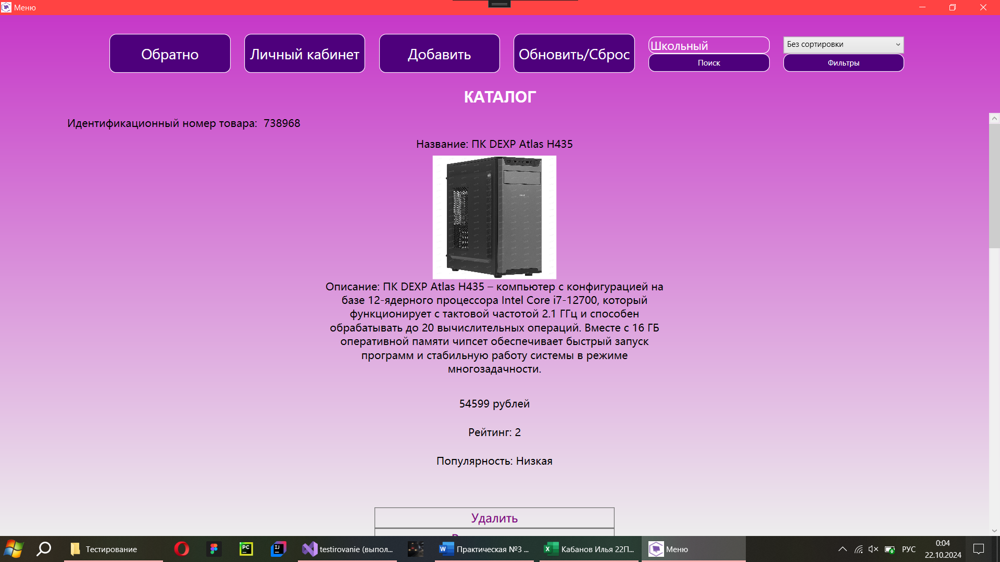 Меню
Обратно
Личный кабинет
Добавить
Обновить/Сброс
Школьный
Поиск
Без сортировки
Фильтры
КАТАЛОГ
Идентификационный номер товара: 738968
Название: ПК DEXP Atlas H435
Описание: ПК DEXP Atlas H435 – компьютер с конфигурацией на
базе 12-ядерного процессора Intel Core i7-12700, который
функционирует с тактовой частотой 2.1 ГГц и способен
обрабатывать до 20 вычислительных операций. Вместе с 16 ГБ
оперативной памяти чипсет обеспечивает быстрый запуск
программ и стабильную работу системы в режиме
многозадачности.
54599 рублей
Рейтинг: 2
Популярность: Низкая
Удалить
Тестирование
PC
IJ
testirovanie (выпол...
Практическая №3 ...
Кабанов Илья 22П...
Меню
РУС
0:04
22.10.2024